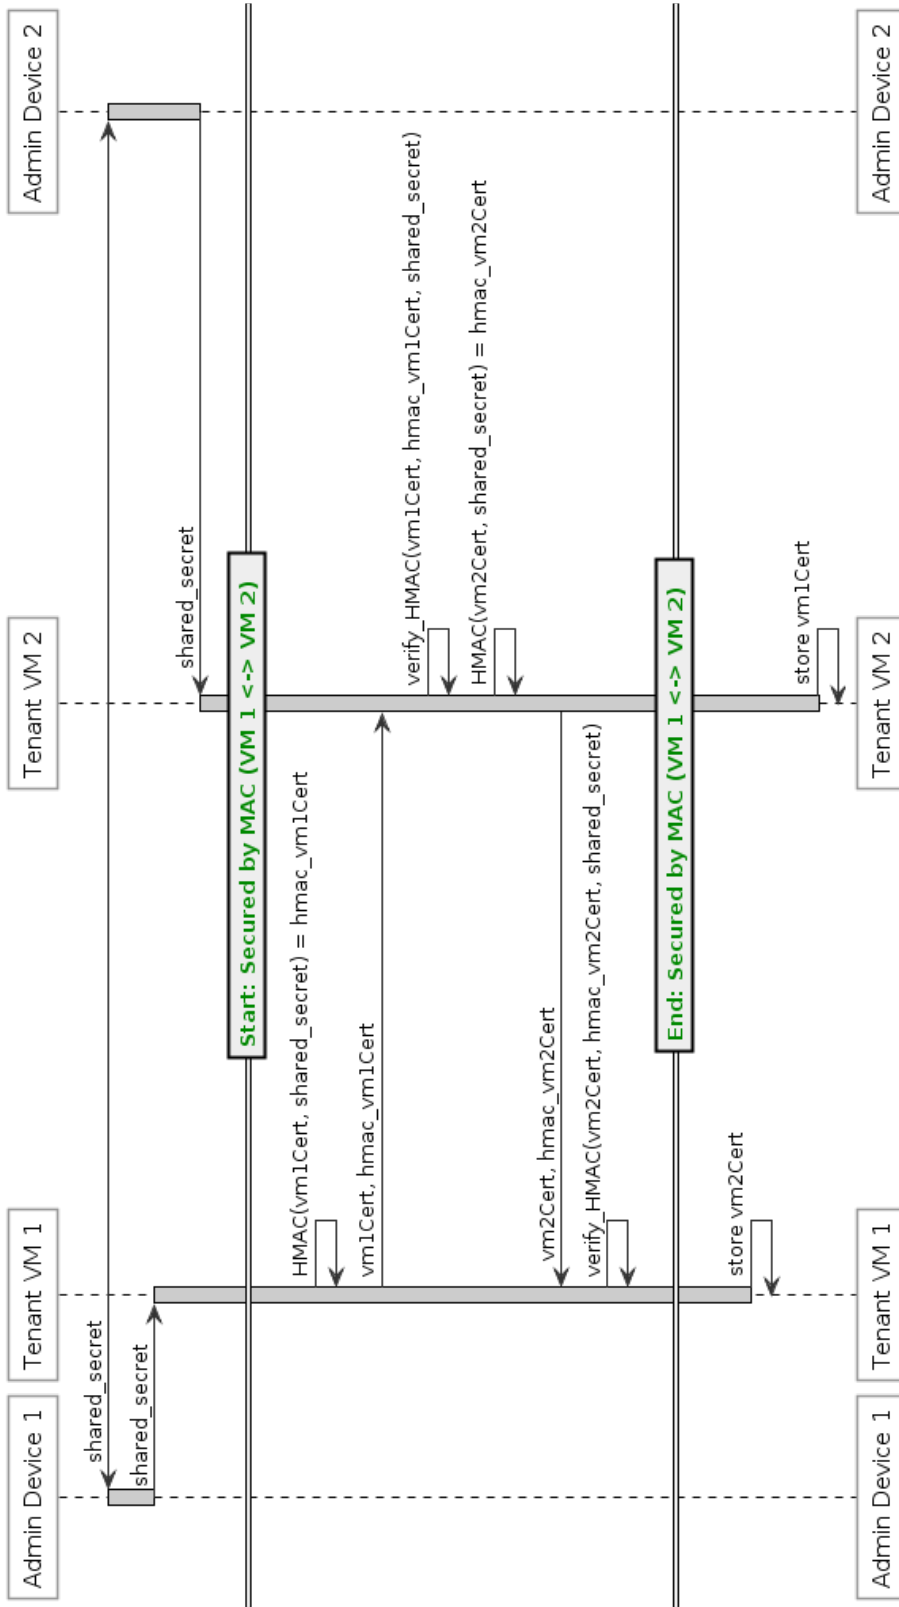 Admin Device 1
Tenant VM 1
Tenant VM 2
Admin Device 2
shared_secret
shared_secret
shared_secret
Start: Secured by MAC (VM 1 <-> VM 2)
HMAC(vm1Cert, shared_secret) = hmac_vm1Cert
vm1Cert, hmac_vm1Cert
verify_HMAC(vm1Cert, hmac_vm1Cert, shared_secret)
HMAC(vm2Cert, shared_secret) = hmac_vm2Cert
vm2Cert, hmac_vm2Cert
verify_HMAC(vm2Cert, hmac_vm2Cert, shared_secret)
End: Secured by MAC (VM 1 <-> VM 2)
store vm2Cert
store vm1Cert
Admin Device 1
Tenant VM 1
Tenant VM 2
Admin Device 2